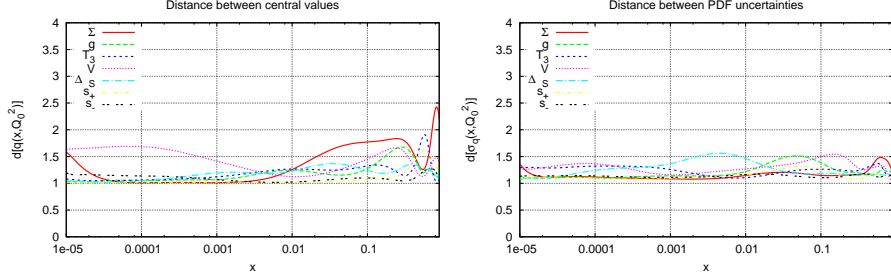 Distance between central values
d[q(x,Q₀²)]
4
3.5
3
2.5
2
1.5
1
0.5
0
Σ
g
T₃
V
Δ_S
s₊
s₋
1e-05 0.0001 0.001 0.01 0.1
x
Distance between PDF uncertainties
d[σ_q(x,Q₀²)]
4
3.5
3
2.5
2
1.5
1
0.5
0
Σ
g
T₃
V
Δ_S
s₊
s₋
1e-05 0.0001 0.001 0.01 0.1
x